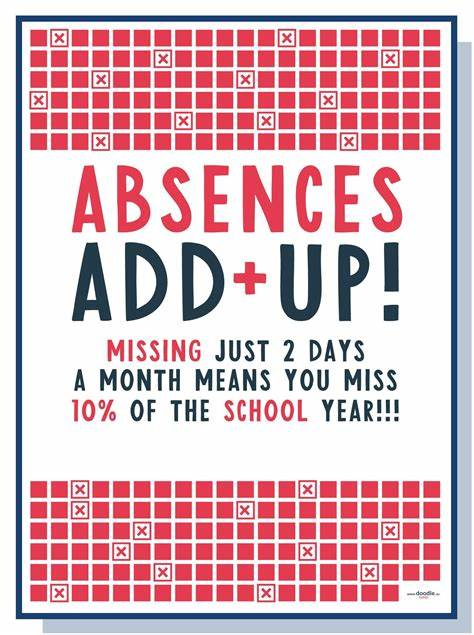 ABSENCES
ADD+UP!
MISSING JUST 2 DAYS
A MONTH MEANS YOU MISS
10% OF THE SCHOOL YEAR!!!